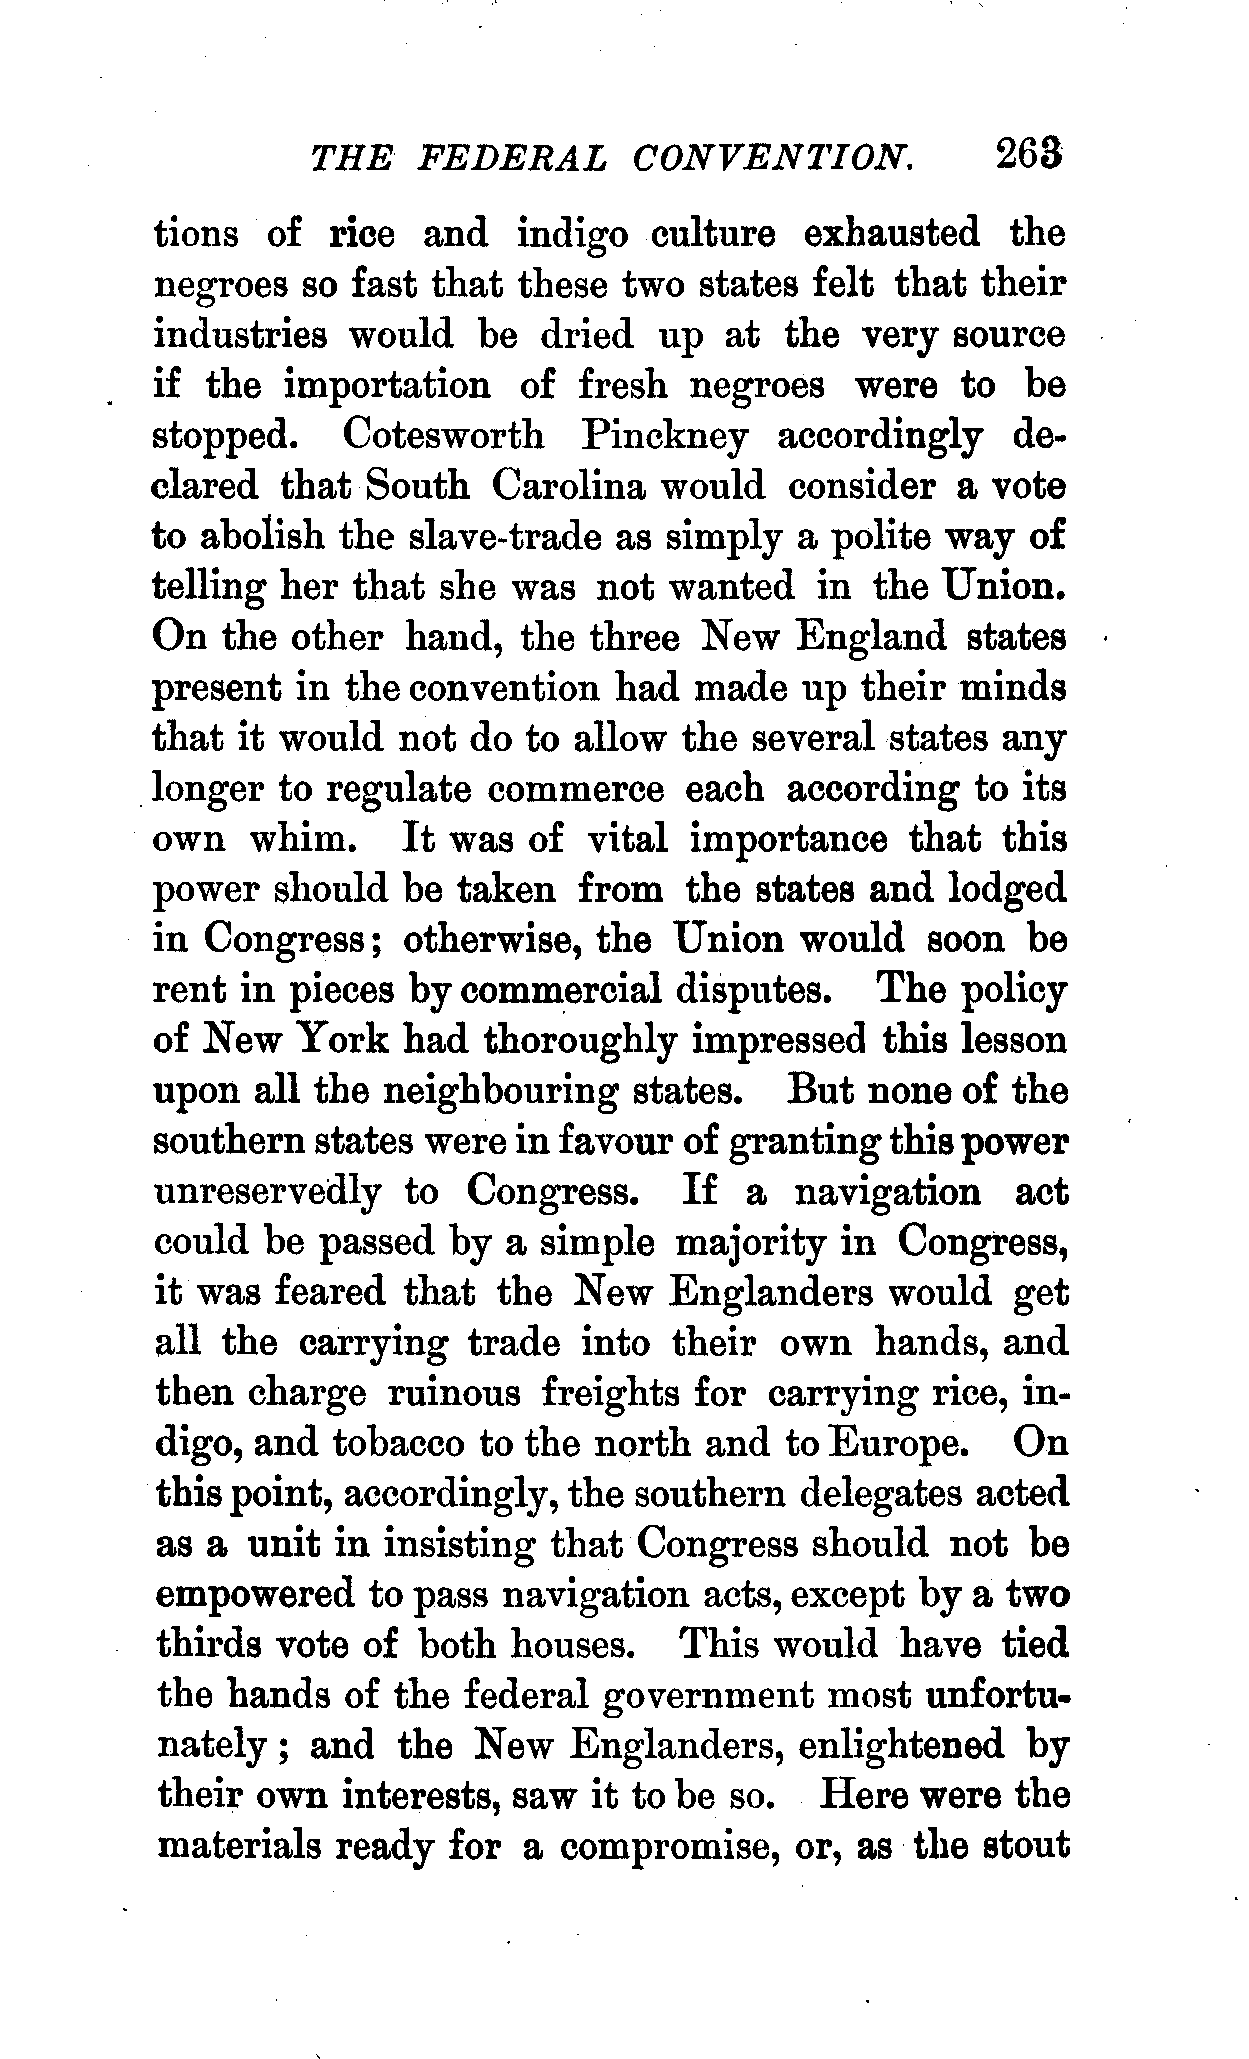 THE FEDERAL CONVENTION. 263
tions of rice and indigo culture exhausted the
negroes so fast that these two states felt that their
industries would be dried up at the very source
if the importation of fresh negroes were to be
stopped. Cotesworth Pinckney accordingly de-
clared that South Carolina would consider a vote
to abolish the slave-trade as simply a polite way of
telling her that she was not wanted in the Union.
On the other hand, the three New England states
present in the convention had made up their minds
that it would not do to allow the several states any
longer to regulate commerce each according to its
own whim. It was of vital importance that this
power should be taken from the states and lodged
in Congress; otherwise, the Union would soon be
rent in pieces by commercial disputes. The policy
of New York had thoroughly impressed this lesson
upon all the neighbouring states. But none of the
southern states were in favour of granting this power
unreservedly to Congress. If a navigation act
could be passed by a simple majority in Congress,
it was feared that the New Englanders would get
all the carrying trade into their own hands, and
then charge ruinous freights for carrying rice, in-
digo, and tobacco to the north and to Europe. On
this point, accordingly, the southern delegates acted
as a unit in insisting that Congress should not be
empowered to pass navigation acts, except by a two
thirds vote of both houses. This would have tied
the hands of the federal government most unfortu-
nately; and the New Englanders, enlightened by
their own interests, saw it to be so. Here were the
materials ready for a compromise, or, as the stout